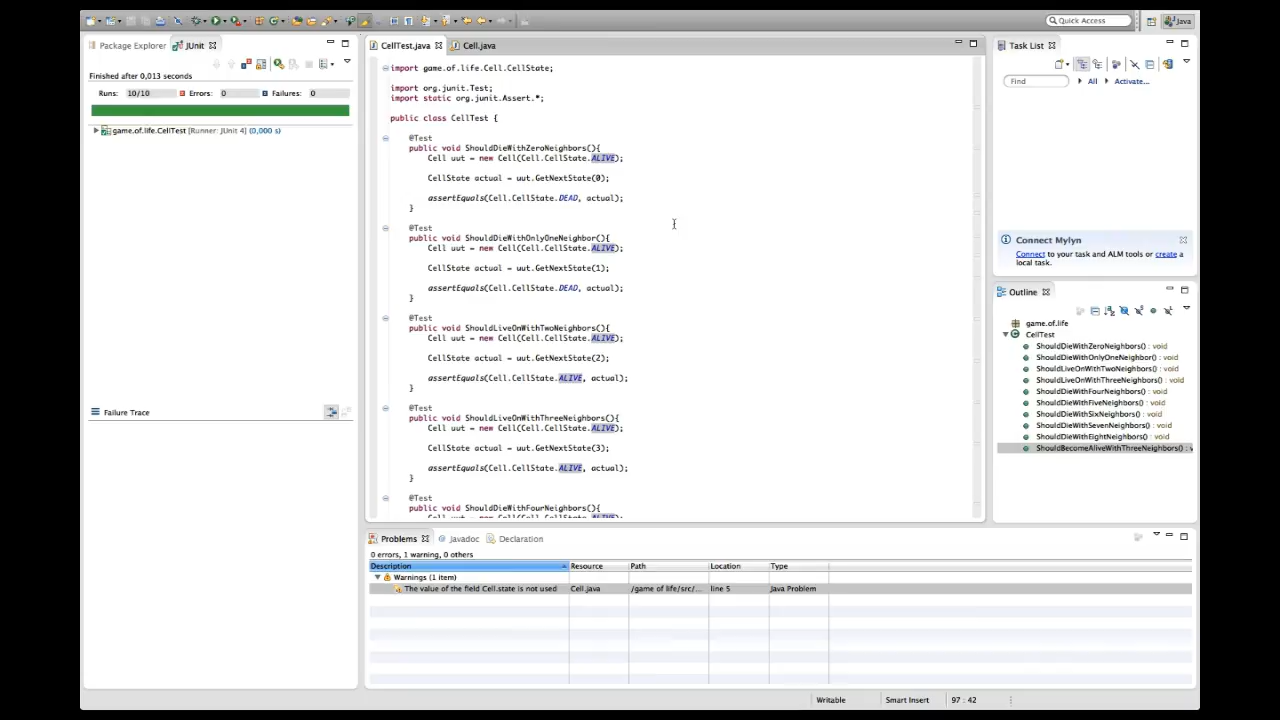 Quick Access
Java
Package Explorer
JUnit
Finished after 0,013 seconds
Runs: 10/10
Errors: 0
Failures: 0
game.of.life.CellTest [Runner: JUnit 4] (0,000 s)
Failure Trace
CellTest.java
Cell.java
import game.of.life.Cell.CellState;
import org.junit.Test;
import static org.junit.Assert.*;
public class CellTest {
@Test
public void ShouldDieWithZeroNeighbors(){
Cell uut = new Cell(Cell.CellState.ALIVE);
CellState actual = uut.GetNextState(0);
assertEquals(Cell.CellState.DEAD, actual);
}
@Test
public void ShouldDieWithOnlyOneNeighbor(){
Cell uut = new Cell(Cell.CellState.ALIVE);
CellState actual = uut.GetNextState(1);
assertEquals(Cell.CellState.DEAD, actual);
}
@Test
public void ShouldLiveOnWithTwoNeighbors(){
Cell uut = new Cell(Cell.CellState.ALIVE);
CellState actual = uut.GetNextState(2);
assertEquals(Cell.CellState.ALIVE, actual);
}
@Test
public void ShouldLiveOnWithThreeNeighbors(){
Cell uut = new Cell(Cell.CellState.ALIVE);
CellState actual = uut.GetNextState(3);
assertEquals(Cell.CellState.ALIVE, actual);
}
@Test
public void ShouldDieWithFourNeighbors(){
Cell uut = new Cell(Cell.CellState.ALIVE);
Task List
Find
All
Activate...
Connect Mylyn
Connect to your task and ALM tools or create a
local task.
Outline
game.of.life
CellTest
ShouldDieWithZeroNeighbors() : void
ShouldDieWithOnlyOneNeighbor() : void
ShouldLiveOnWithTwoNeighbors() : void
ShouldLiveOnWithThreeNeighbors() : void
ShouldDieWithFourNeighbors() : void
ShouldDieWithFiveNeighbors() : void
ShouldDieWithSixNeighbors() : void
ShouldDieWithSevenNeighbors() : void
ShouldDieWithEightNeighbors() : void
ShouldBecomeAliveWithThreeNeighbors() : v
Problems
Javadoc
Declaration
0 errors, 1 warning, 0 others
Description Resource Path Location Type
Warnings (1 item)
The value of the field Cell.state is not used Cell.java /game of life/src/... line 5 Java Problem
Writable Smart Insert 97 : 42